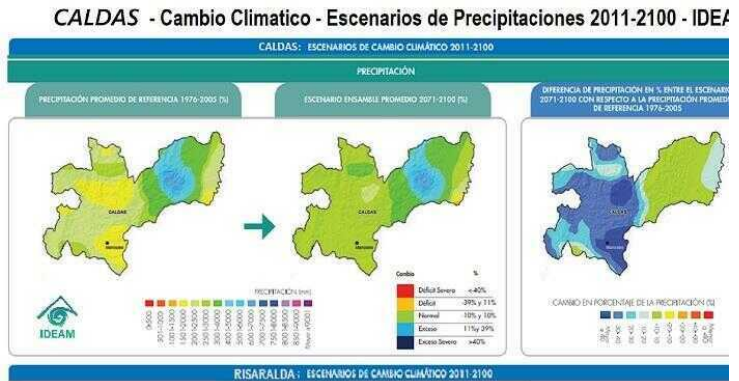 CALDAS - Cambio Climatico - Escenarios de Precipitaciones 2011-2100 - IDEA
CALDAS: ESCENARIOS DE CAMBIO CLIMÁTICO 2011-2100
PRECIPITACIÓN
PRECIPITACIÓN PROMEDIO DE REFERENCIA 1976-2005 (%)
ESCENARIO ENSAMBLE PROMEDIO 2071-2100 (%)
DIFERENCIA DE PRECIPITACIÓN EN % ENTRE EL ESCENARIO
2071-2100 CON RESPECTO A LA PRECIPITACIÓN PROMED
DE REFERENCIA 1976-2005
CALDAS
CALDAS
CALDAS
Cambio %
Déficit Severo <-40%
Déficit -39% y 11%
Normal 10% y 10%
Exceso 11% y 39%
Exceso Severo >40%
PRECIPITACIÓN (mm)
CAMBIO EN PORCENTAJE DE LA PRECIPITACIÓN (%)
IDEAM
RISARALDA: ESCENARIOS DE CAMBIO CLIMÁTICO 2011-2100